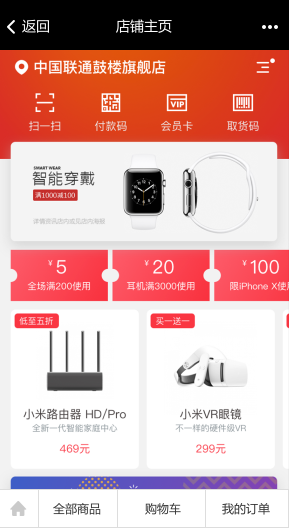 返回
店铺主页
中国联通鼓楼旗舰店
扫一扫
付款码
VIP
会员卡
取货码
SMART WEAR
智能穿戴
满1000减100
¥ 5
全场满200使用
¥ 20
耳机满3000使用
¥ 100
限iPhone X使
低至五折
小米路由器 HD/Pro
全新一代智能家庭中心
469元
买一送一
小米VR眼镜
不一样的硬件级VR
299元
全部商品
购物车
我的订单